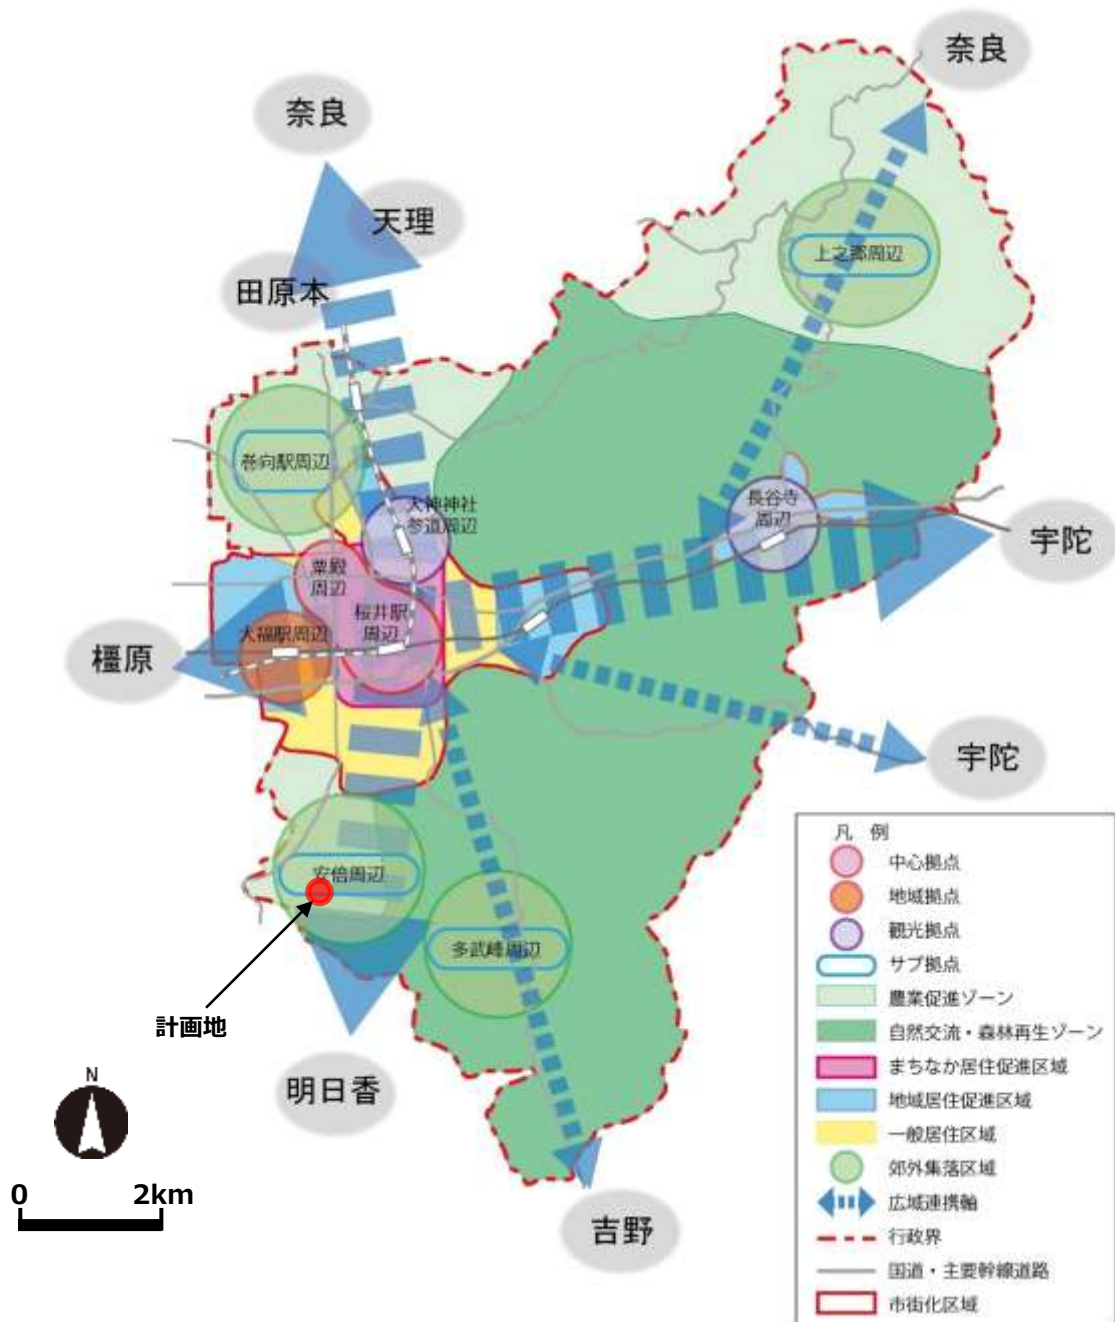 奈良
奈良
天理
田原本
上之郷周辺
巻向駅周辺
大神神社
参道周辺
長谷寺
周辺
宇陀
粟殿
周辺
桜井駅
周辺
大福駅周辺
橿原
宇陀
安倍周辺
多武峰周辺
計画地
明日香
吉野
N
0 2km
凡 例
中心拠点
地域拠点
観光拠点
サブ拠点
農業促進ゾーン
自然交流・森林再生ゾーン
まちなか居住促進区域
地域居住促進区域
一般居住区域
郊外集落区域
広域連携軸
行政界
国道・主要幹線道路
市街化区域